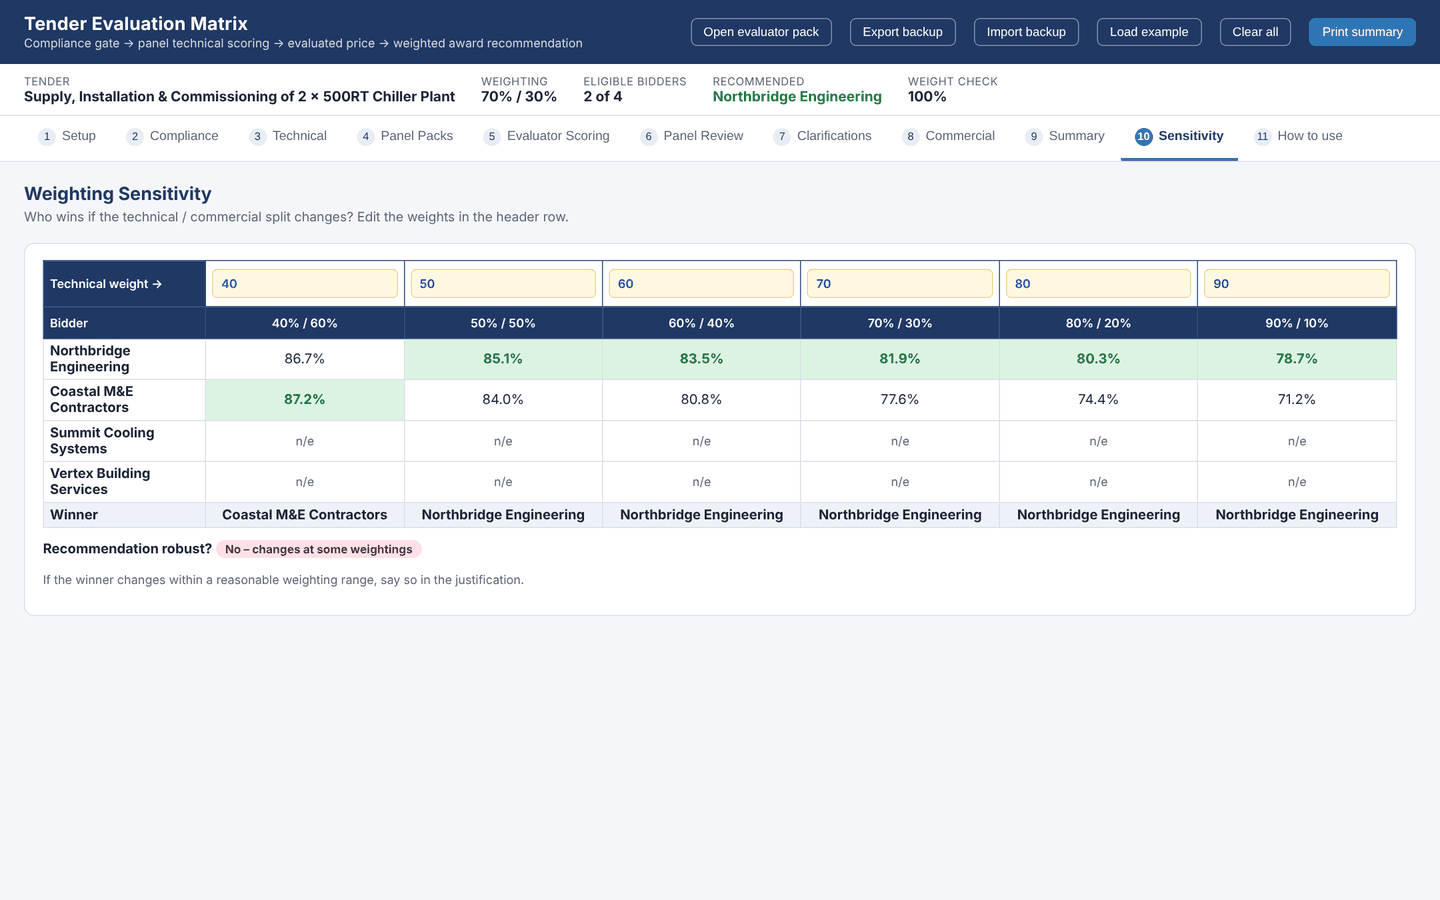 Tender Evaluation Matrix
Compliance gate → panel technical scoring → evaluated price → weighted award recommendation
Open evaluator pack
Export backup
Import backup
Load example
Clear all
Print summary
TENDER
Supply, Installation & Commissioning of 2 × 500RT Chiller Plant
WEIGHTING
70% / 30%
ELIGIBLE BIDDERS
2 of 4
RECOMMENDED
Northbridge Engineering
WEIGHT CHECK
100%
1 Setup
2 Compliance
3 Technical
4 Panel Packs
5 Evaluator Scoring
6 Panel Review
7 Clarifications
8 Commercial
9 Summary
10 Sensitivity
11 How to use
Weighting Sensitivity
Who wins if the technical / commercial split changes? Edit the weights in the header row.
Technical weight → 40 50 60 70 80 90
Bidder 40% / 60% 50% / 50% 60% / 40% 70% / 30% 80% / 20% 90% / 10%
Northbridge Engineering 86.7% 85.1% 83.5% 81.9% 80.3% 78.7%
Coastal M&E Contractors 87.2% 84.0% 80.8% 77.6% 74.4% 71.2%
Summit Cooling Systems n/e n/e n/e n/e n/e n/e
Vertex Building Services n/e n/e n/e n/e n/e n/e
Winner Coastal M&E Contractors Northbridge Engineering Northbridge Engineering Northbridge Engineering Northbridge Engineering Northbridge Engineering
Recommendation robust? No – changes at some weightings
If the winner changes within a reasonable weighting range, say so in the justification.